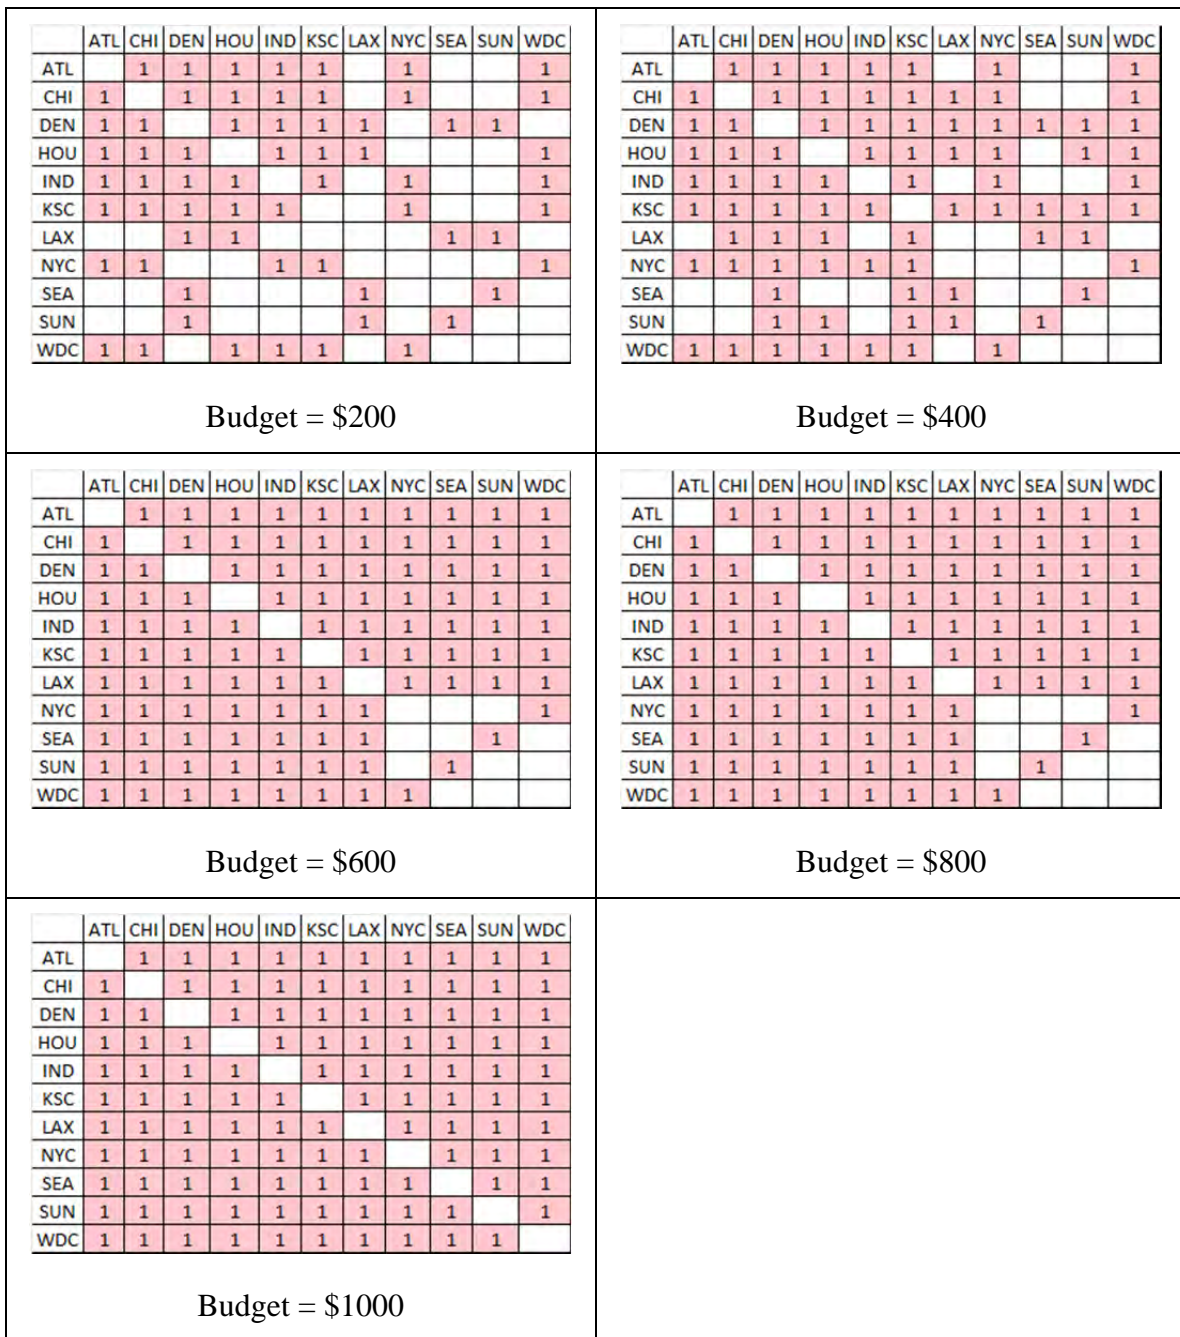 ATL CHI DEN HOU IND KSC LAX NYC SEA SUN WDC
ATL 1 1 1 1 1 1 1
CHI 1 1 1 1 1 1 1
DEN 1 1 1 1 1 1 1 1
HOU 1 1 1 1 1 1 1
IND 1 1 1 1 1 1 1
KSC 1 1 1 1 1 1 1
LAX 1 1 1 1
NYC 1 1 1 1 1
SEA 1 1 1
SUN 1 1 1
WDC 1 1 1 1 1 1
Budget = $200
ATL CHI DEN HOU IND KSC LAX NYC SEA SUN WDC
ATL 1 1 1 1 1 1 1
CHI 1 1 1 1 1 1 1 1
DEN 1 1 1 1 1 1 1 1 1 1
HOU 1 1 1 1 1 1 1 1 1
IND 1 1 1 1 1 1 1
KSC 1 1 1 1 1 1 1 1 1 1
LAX 1 1 1 1 1 1
NYC 1 1 1 1 1 1 1
SEA 1 1 1 1
SUN 1 1 1 1 1
WDC 1 1 1 1 1 1 1
Budget = $400
ATL CHI DEN HOU IND KSC LAX NYC SEA SUN WDC
ATL 1 1 1 1 1 1 1 1 1 1
CHI 1 1 1 1 1 1 1 1 1 1
DEN 1 1 1 1 1 1 1 1 1 1
HOU 1 1 1 1 1 1 1 1 1 1
IND 1 1 1 1 1 1 1 1 1 1
KSC 1 1 1 1 1 1 1 1 1 1
LAX 1 1 1 1 1 1 1 1 1 1
NYC 1 1 1 1 1 1 1 1
SEA 1 1 1 1 1 1 1 1
SUN 1 1 1 1 1 1 1 1
WDC 1 1 1 1 1 1 1 1
Budget = $600
ATL CHI DEN HOU IND KSC LAX NYC SEA SUN WDC
ATL 1 1 1 1 1 1 1 1 1 1
CHI 1 1 1 1 1 1 1 1 1 1
DEN 1 1 1 1 1 1 1 1 1 1
HOU 1 1 1 1 1 1 1 1 1 1
IND 1 1 1 1 1 1 1 1 1 1
KSC 1 1 1 1 1 1 1 1 1 1
LAX 1 1 1 1 1 1 1 1 1 1
NYC 1 1 1 1 1 1 1 1
SEA 1 1 1 1 1 1 1 1
SUN 1 1 1 1 1 1 1 1
WDC 1 1 1 1 1 1 1 1
Budget = $800
ATL CHI DEN HOU IND KSC LAX NYC SEA SUN WDC
ATL 1 1 1 1 1 1 1 1 1 1
CHI 1 1 1 1 1 1 1 1 1 1
DEN 1 1 1 1 1 1 1 1 1 1
HOU 1 1 1 1 1 1 1 1 1 1
IND 1 1 1 1 1 1 1 1 1 1
KSC 1 1 1 1 1 1 1 1 1 1
LAX 1 1 1 1 1 1 1 1 1 1
NYC 1 1 1 1 1 1 1 1 1 1
SEA 1 1 1 1 1 1 1 1 1 1
SUN 1 1 1 1 1 1 1 1 1 1
WDC 1 1 1 1 1 1 1 1 1 1
Budget = $1000